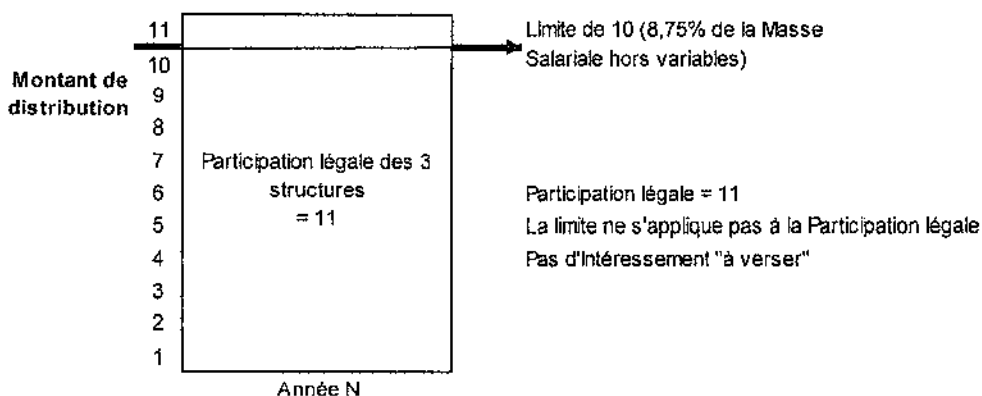 11
10
Montant de
distribution
9
8
7
6
5
4
3
2
1
Participation légale des 3
structures
= 11
Année N
Limite de 10 (8,75% de la Masse
Salariale hors variables)
Participation légale = 11
La limite ne s'applique pas à la Participation légale
Pas d'Intéressement "à verser"